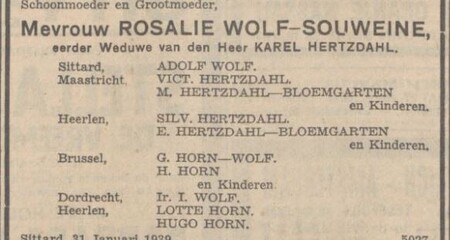 Schoonmoeder en Grootmoeder,
Mevrouw ROSALIE WOLF-SOUWEINE,
eerder Weduwe van den Heer KAREL HERTZDAHL.
Sittard, ADOLF WOLF.
Maastricht, VICT. HERTZDAHL.
M. HERTZDAHL—BLOEMGARTEN
en Kinderen.
Heerlen, SILV. HERTZDAHL.
E. HERTZDAHL—BLOEMGARTEN
en Kinderen.
Brussel, G. HORN—WOLF.
H. HORN
en Kinderen.
Dordrecht, Ir. I. WOLF.
Heerlen, LOTTE HORN.
HUGO HORN.
Sittard, 31 Januari 1939. 5027